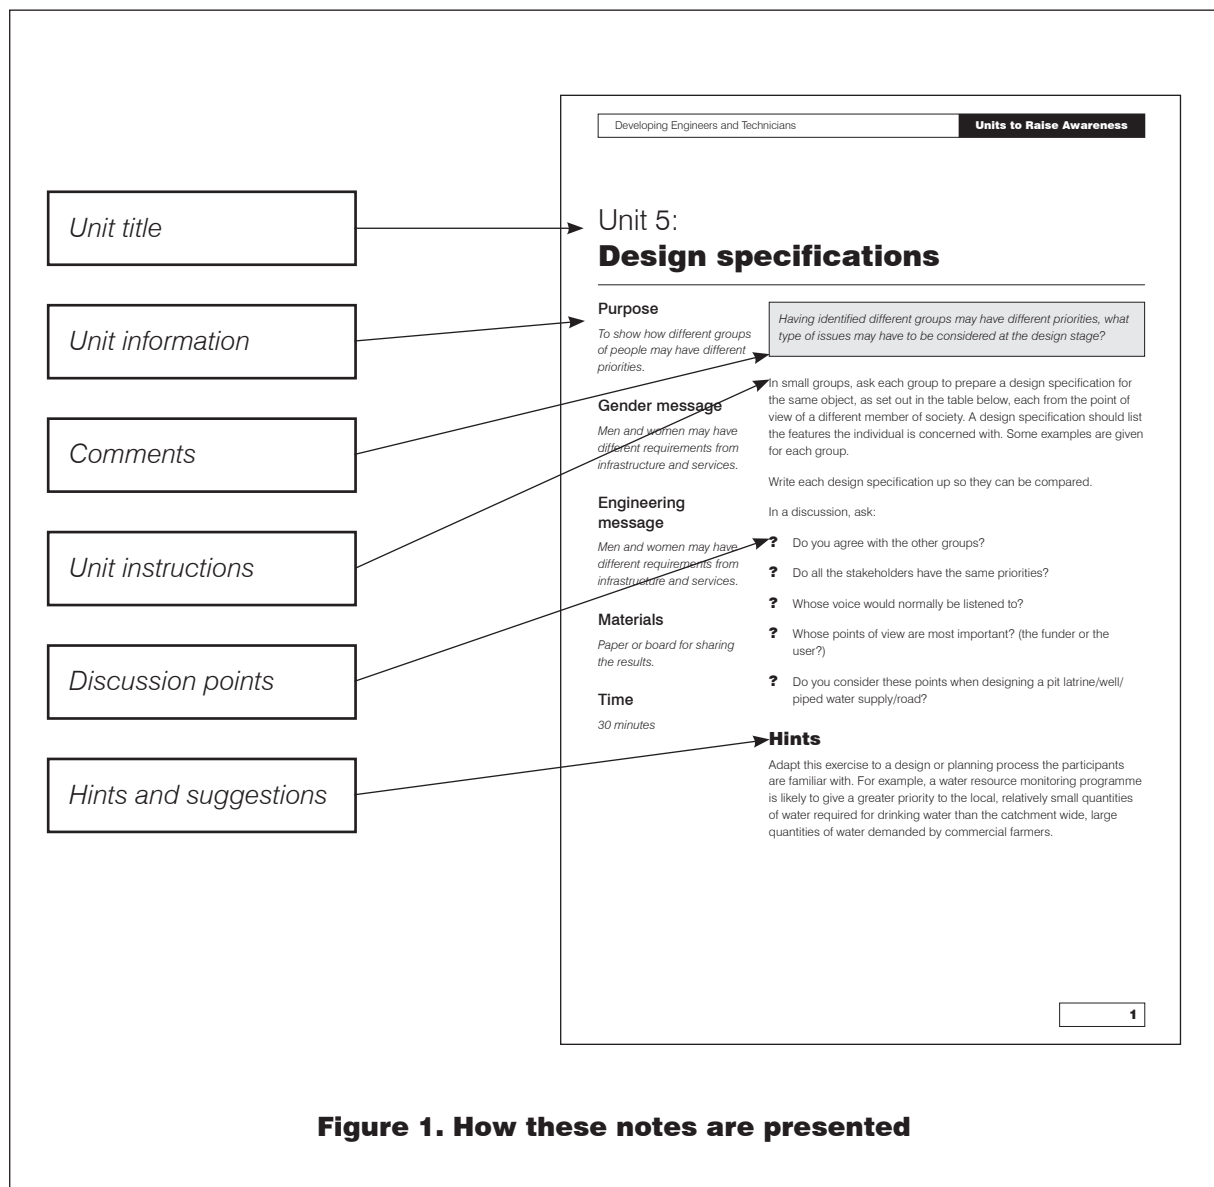 Unit title
Unit information
Comments
Unit instructions
Discussion points
Hints and suggestions
Developing Engineers and Technicians
Units to Raise Awareness
Unit 5:
Design specifications
Purpose
To show how different groups
of people may have different
priorities.
Gender message
Men and women may have
different requirements from
infrastructure and services.
Engineering
message
Men and women may have
different requirements from
infrastructure and services.
Materials
Paper or board for sharing
the results.
Time
30 minutes
Having identified different groups may have different priorities, what
type of issues may have to be considered at the design stage?
In small groups, ask each group to prepare a design specification for
the same object, as set out in the table below, each from the point of
view of a different member of society. A design specification should list
the features the individual is concerned with. Some examples are given
for each group.
Write each design specification up so they can be compared.
In a discussion, ask:
? Do you agree with the other groups?
? Do all the stakeholders have the same priorities?
? Whose voice would normally be listened to?
? Whose points of view are most important? (the funder or the
user?)
? Do you consider these points when designing a pit latrine/well/
piped water supply/road?
Hints
Adapt this exercise to a design or planning process the participants
are familiar with. For example, a water resource monitoring programme
is likely to give a greater priority to the local, relatively small quantities
of water required for drinking water than the catchment wide, large
quantities of water demanded by commercial farmers.
1
Figure 1. How these notes are presented